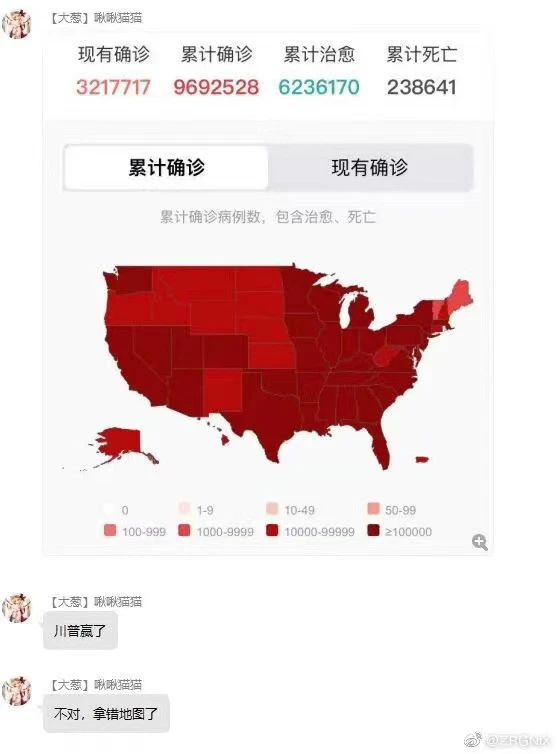 【大葱】啾啾猫猫
现有确诊 累计确诊 累计治愈 累计死亡
3217717 9692528 6236170 238641
累计确诊 现有确诊
累计确诊病例数，包含治愈、死亡
0 1-9 10-49 50-99
100-999 1000-9999 10000-99999 ≥100000
【大葱】啾啾猫猫
川普赢了
【大葱】啾啾猫猫
不对，拿错地图了